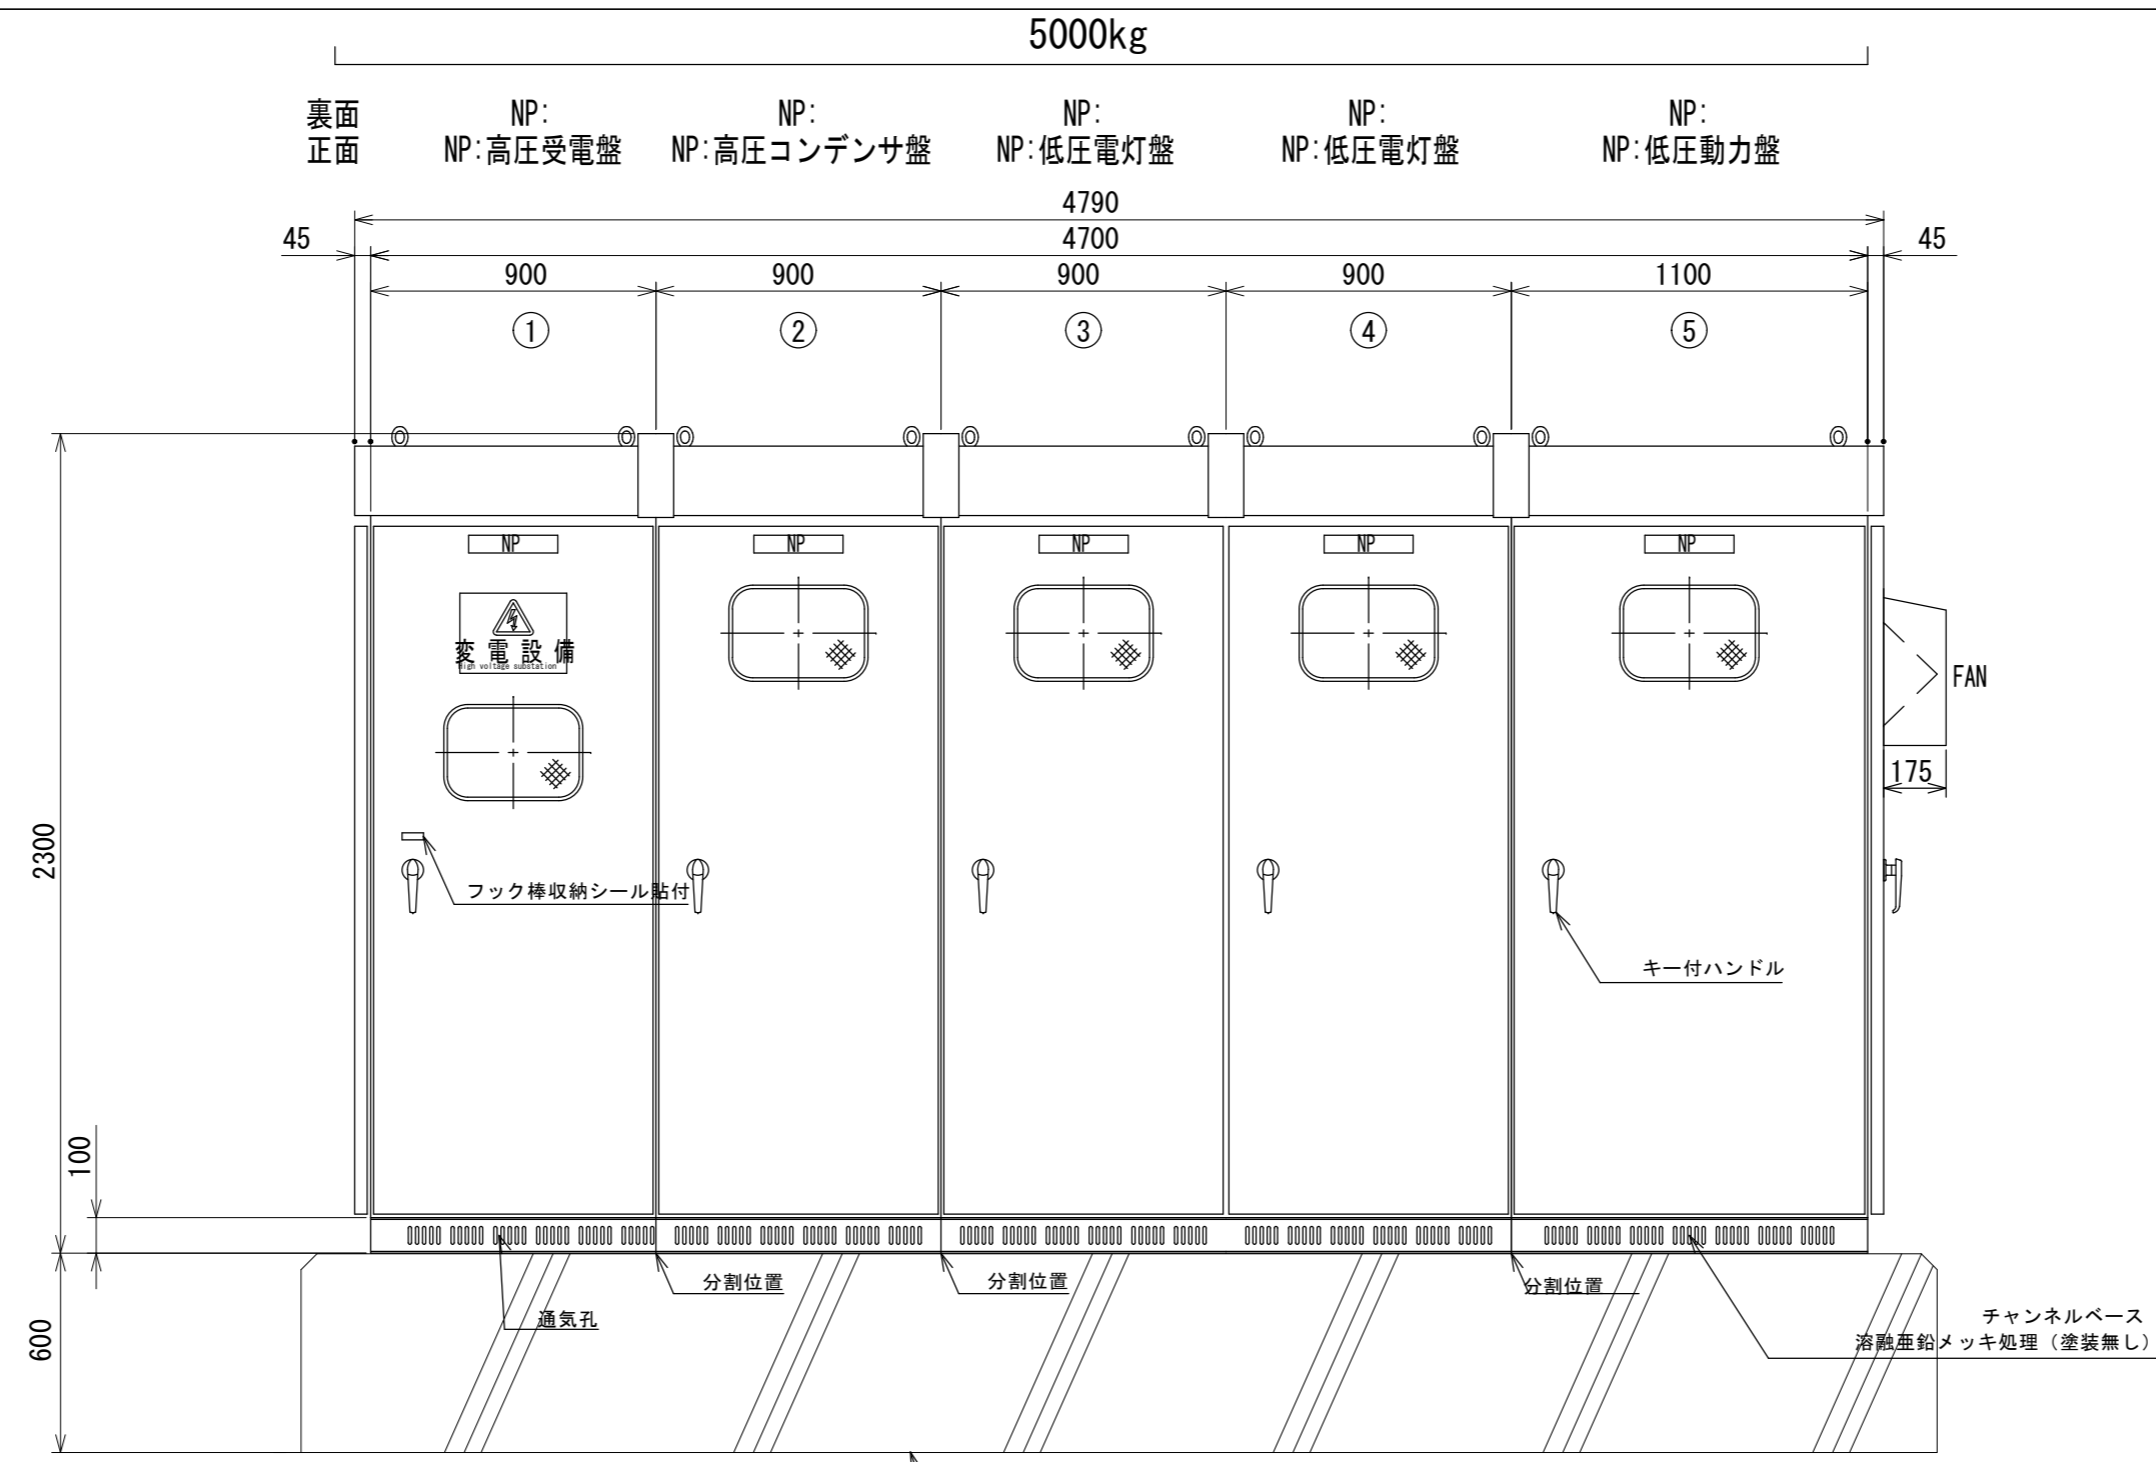 5000kg
裏面 NP: NP: NP: NP: NP:
正面 NP:高圧受電盤 NP:高圧コンデンサ盤 NP:低圧電灯盤 NP:低圧電灯盤 NP:低圧動力盤
4790
45 4700 45
900 900 900 900 1100
① ② ③ ④ ⑤
NP NP NP NP NP
変電設備
High voltage substation
FAN
175
2300
フック棒収納シール貼付
キー付ハンドル
100
分割位置 分割位置 分割位置
通気孔
チャンネルベース
溶融亜鉛メッキ処理(塗装無し)
600